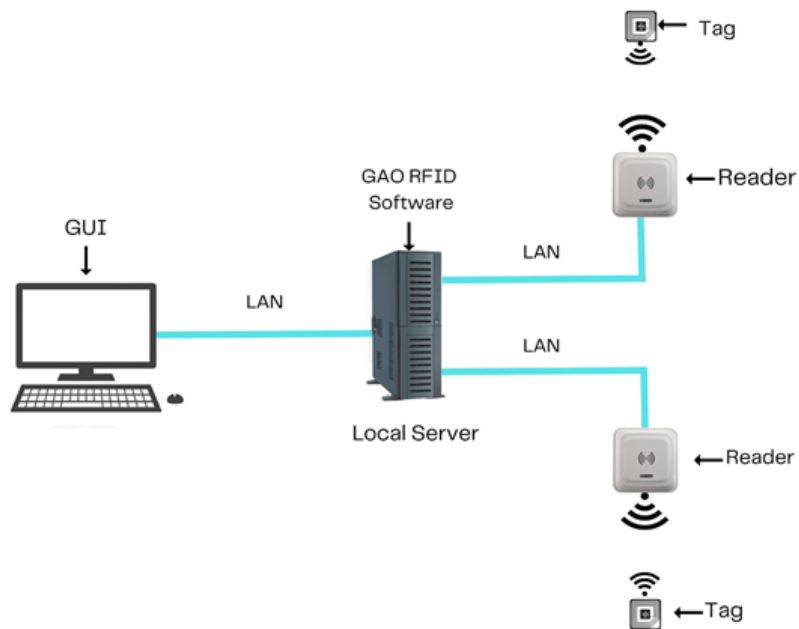 Tag
Reader
GAO RFID
Software
GUI
LAN
LAN
LAN
Local Server
Reader
Tag